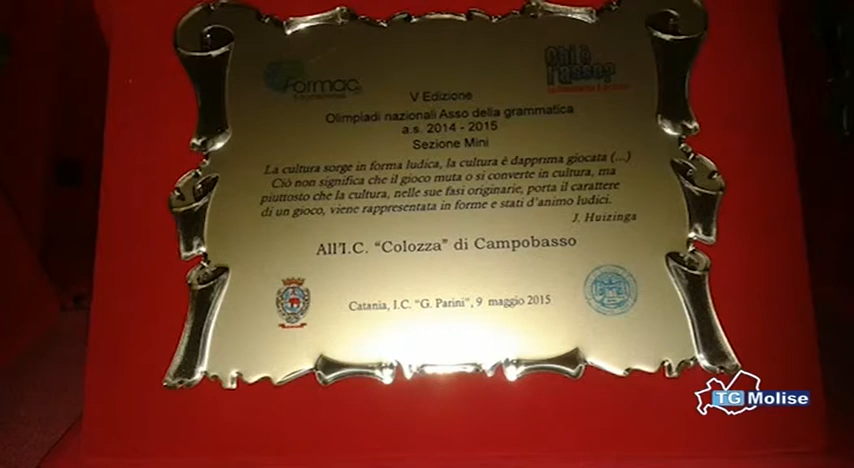 Formac
chi è
l'asso?
V Edizione
Olimpiadi nazionali Asso della grammatica
a.s. 2014 - 2015
Sezione Mini
La cultura sorge in forma ludica, la cultura è dapprima giocata (...)
Ciò non significa che il gioco muta o si converte in cultura, ma
piuttosto che la cultura, nelle sue fasi originarie, porta il carattere
di un gioco, viene rappresentata in forme e stati d'animo ludici.
J. Huizinga
All'I.C. "Colozza" di Campobasso
Catania, I.C. "G. Parini", 9 maggio 2015
TG Molise